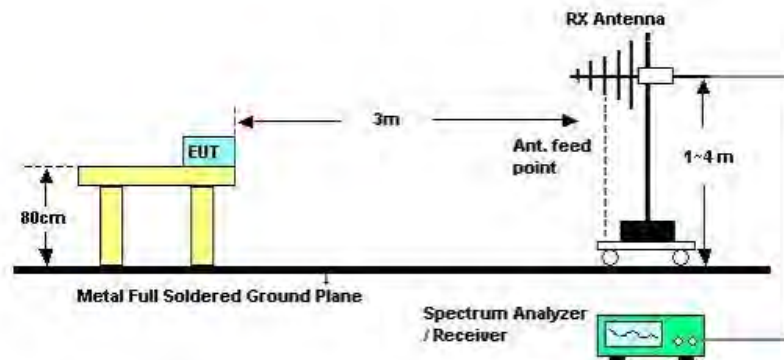 RX Antenna
3m
EUT
Ant. feed
point
1~4 m
80cm
Metal Full Soldered Ground Plane
Spectrum Analyzer
/ Receiver